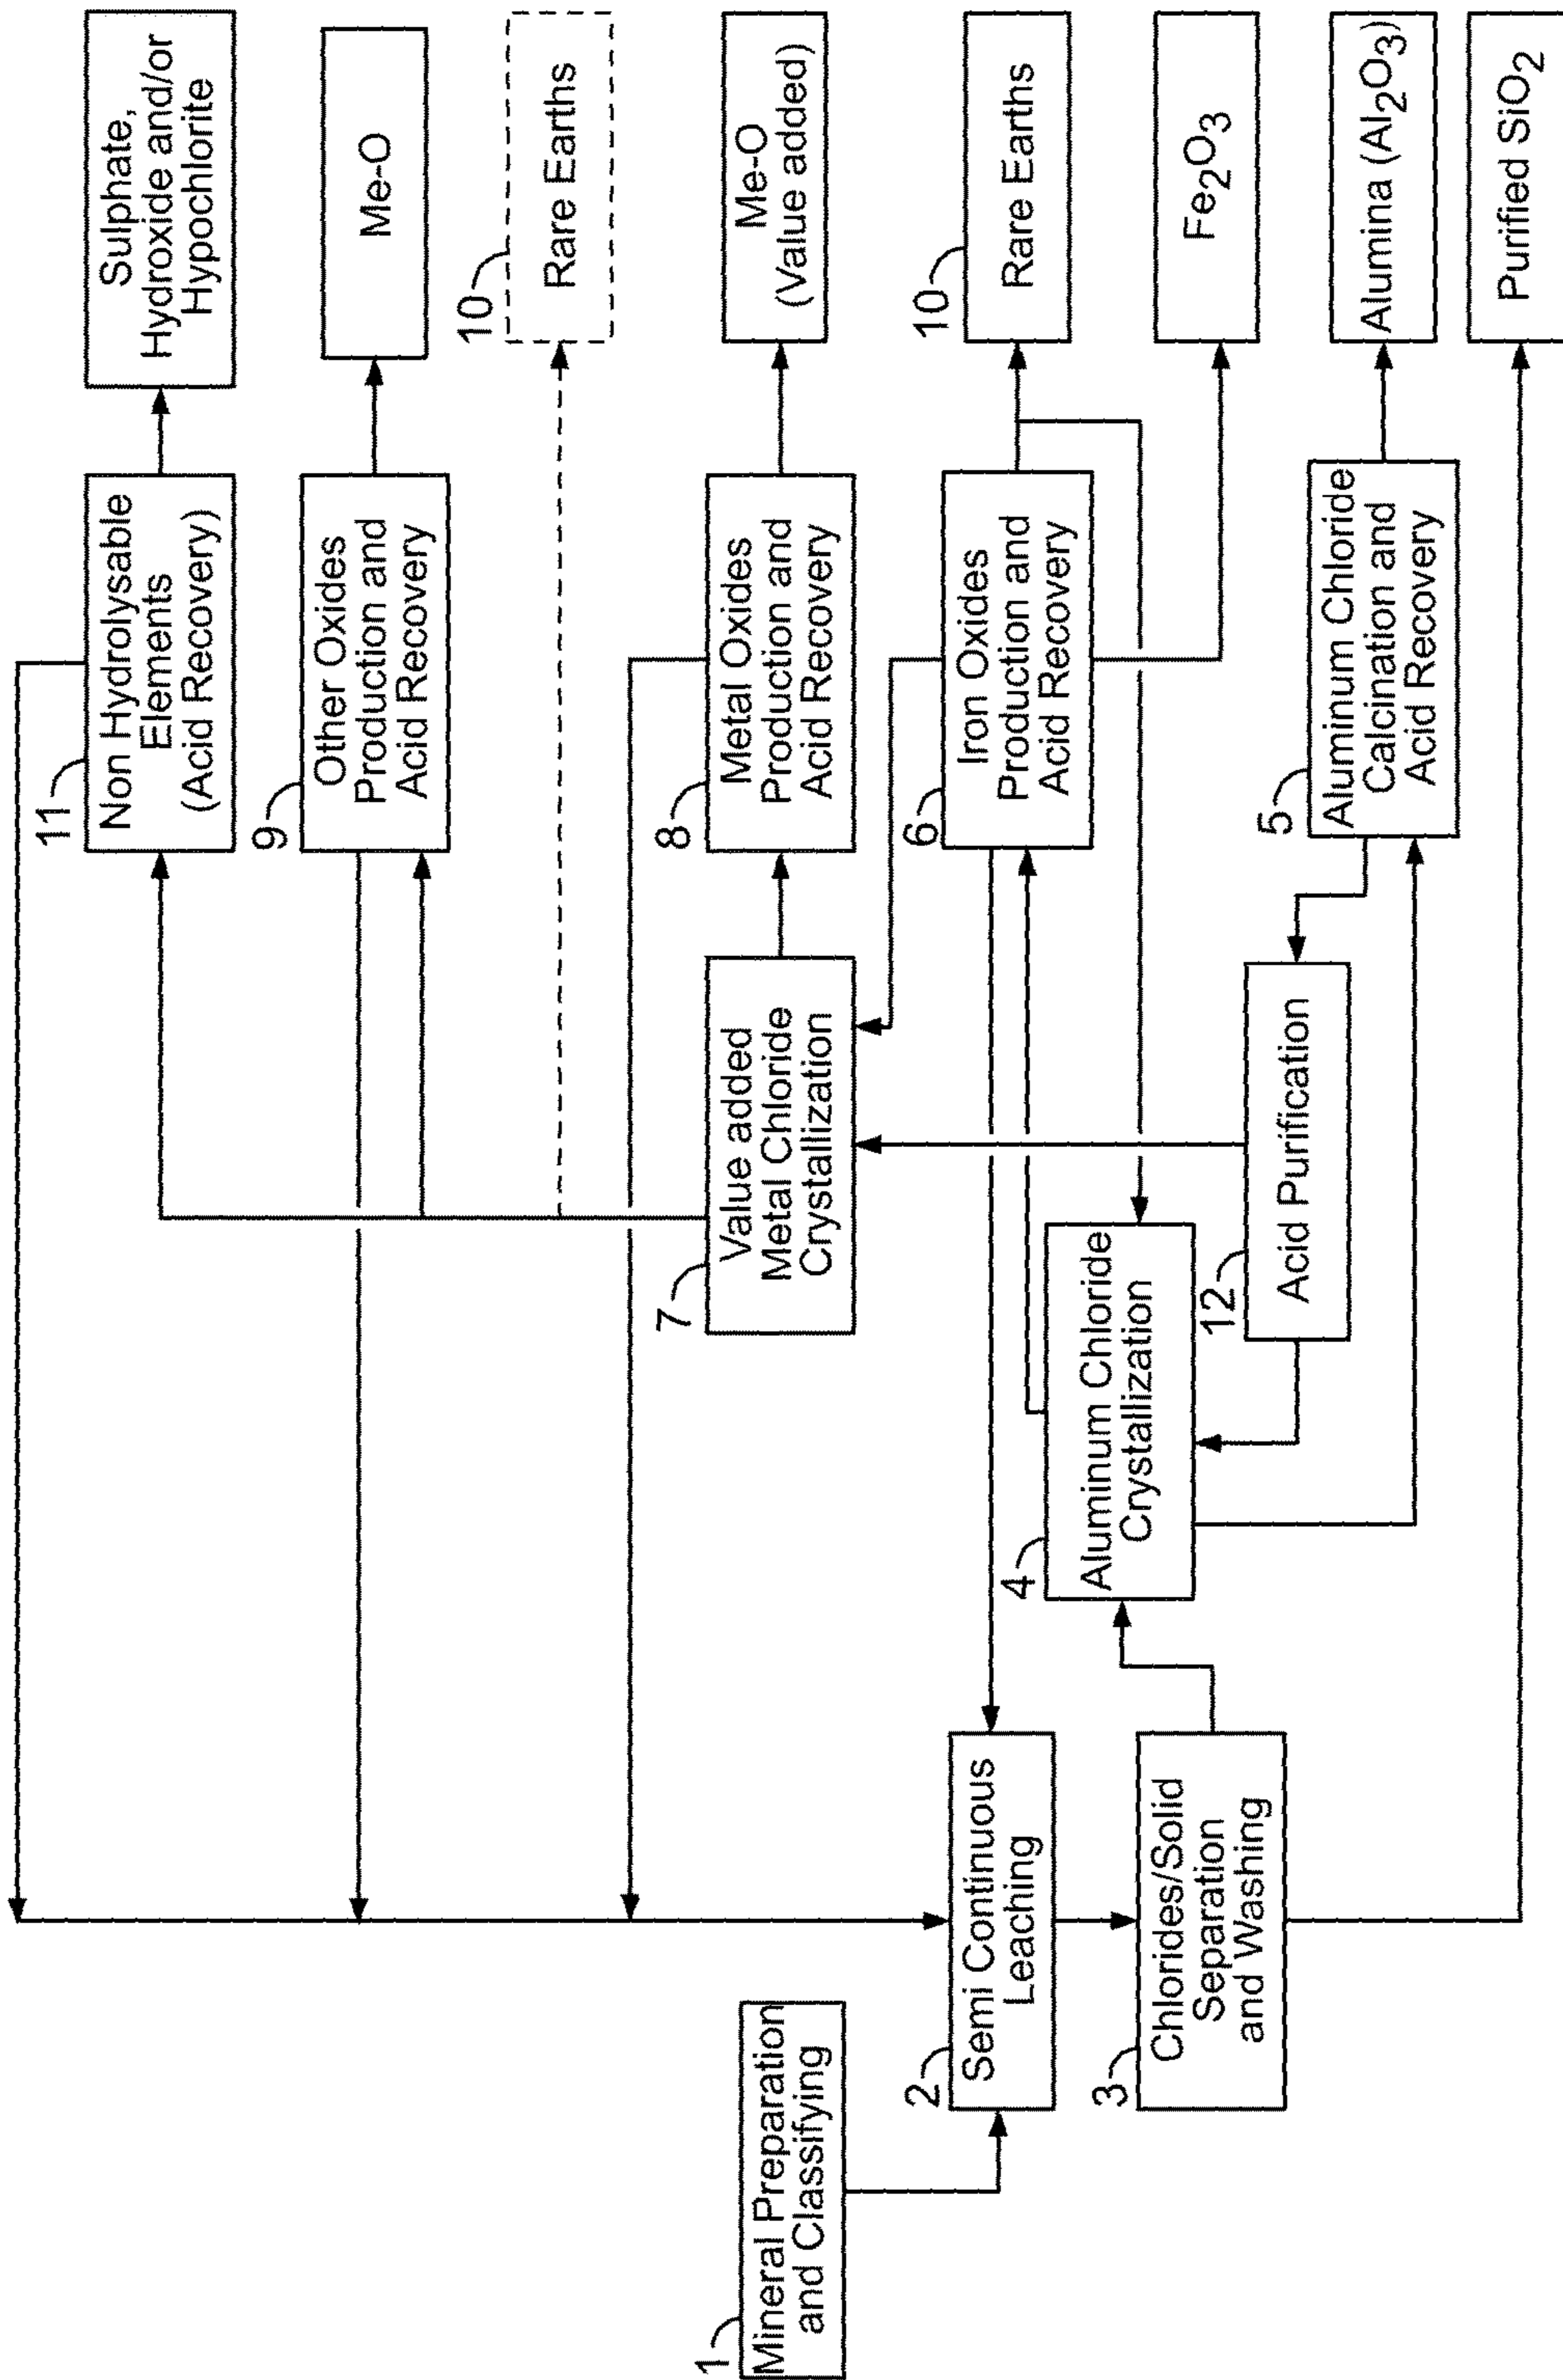 11
Non Hydrolysable
Elements
(Acid Recovery)
Sulphate,
Hydroxide and/or
Hypochlorite
9
Other Oxides
Production and
Acid Recovery
Me-O
10
Rare Earths
1
Mineral Preparation
and Classifying
7
Value added
Metal Chloride
Crystallization
8
Metal Oxides
Production and
Acid Recovery
Me-O
(Value added)
2
Semi Continuous
Leaching
6
Iron Oxides
Production and
Acid Recovery
10
Rare Earths
4
Aluminum Chloride
Crystallization
3
Chlorides/Solid
Separation
and Washing
Fe2O3
12
Acid Purification
5
Aluminum Chloride
Calcination and
Acid Recovery
Alumina (Al2O3)
Purified SiO2